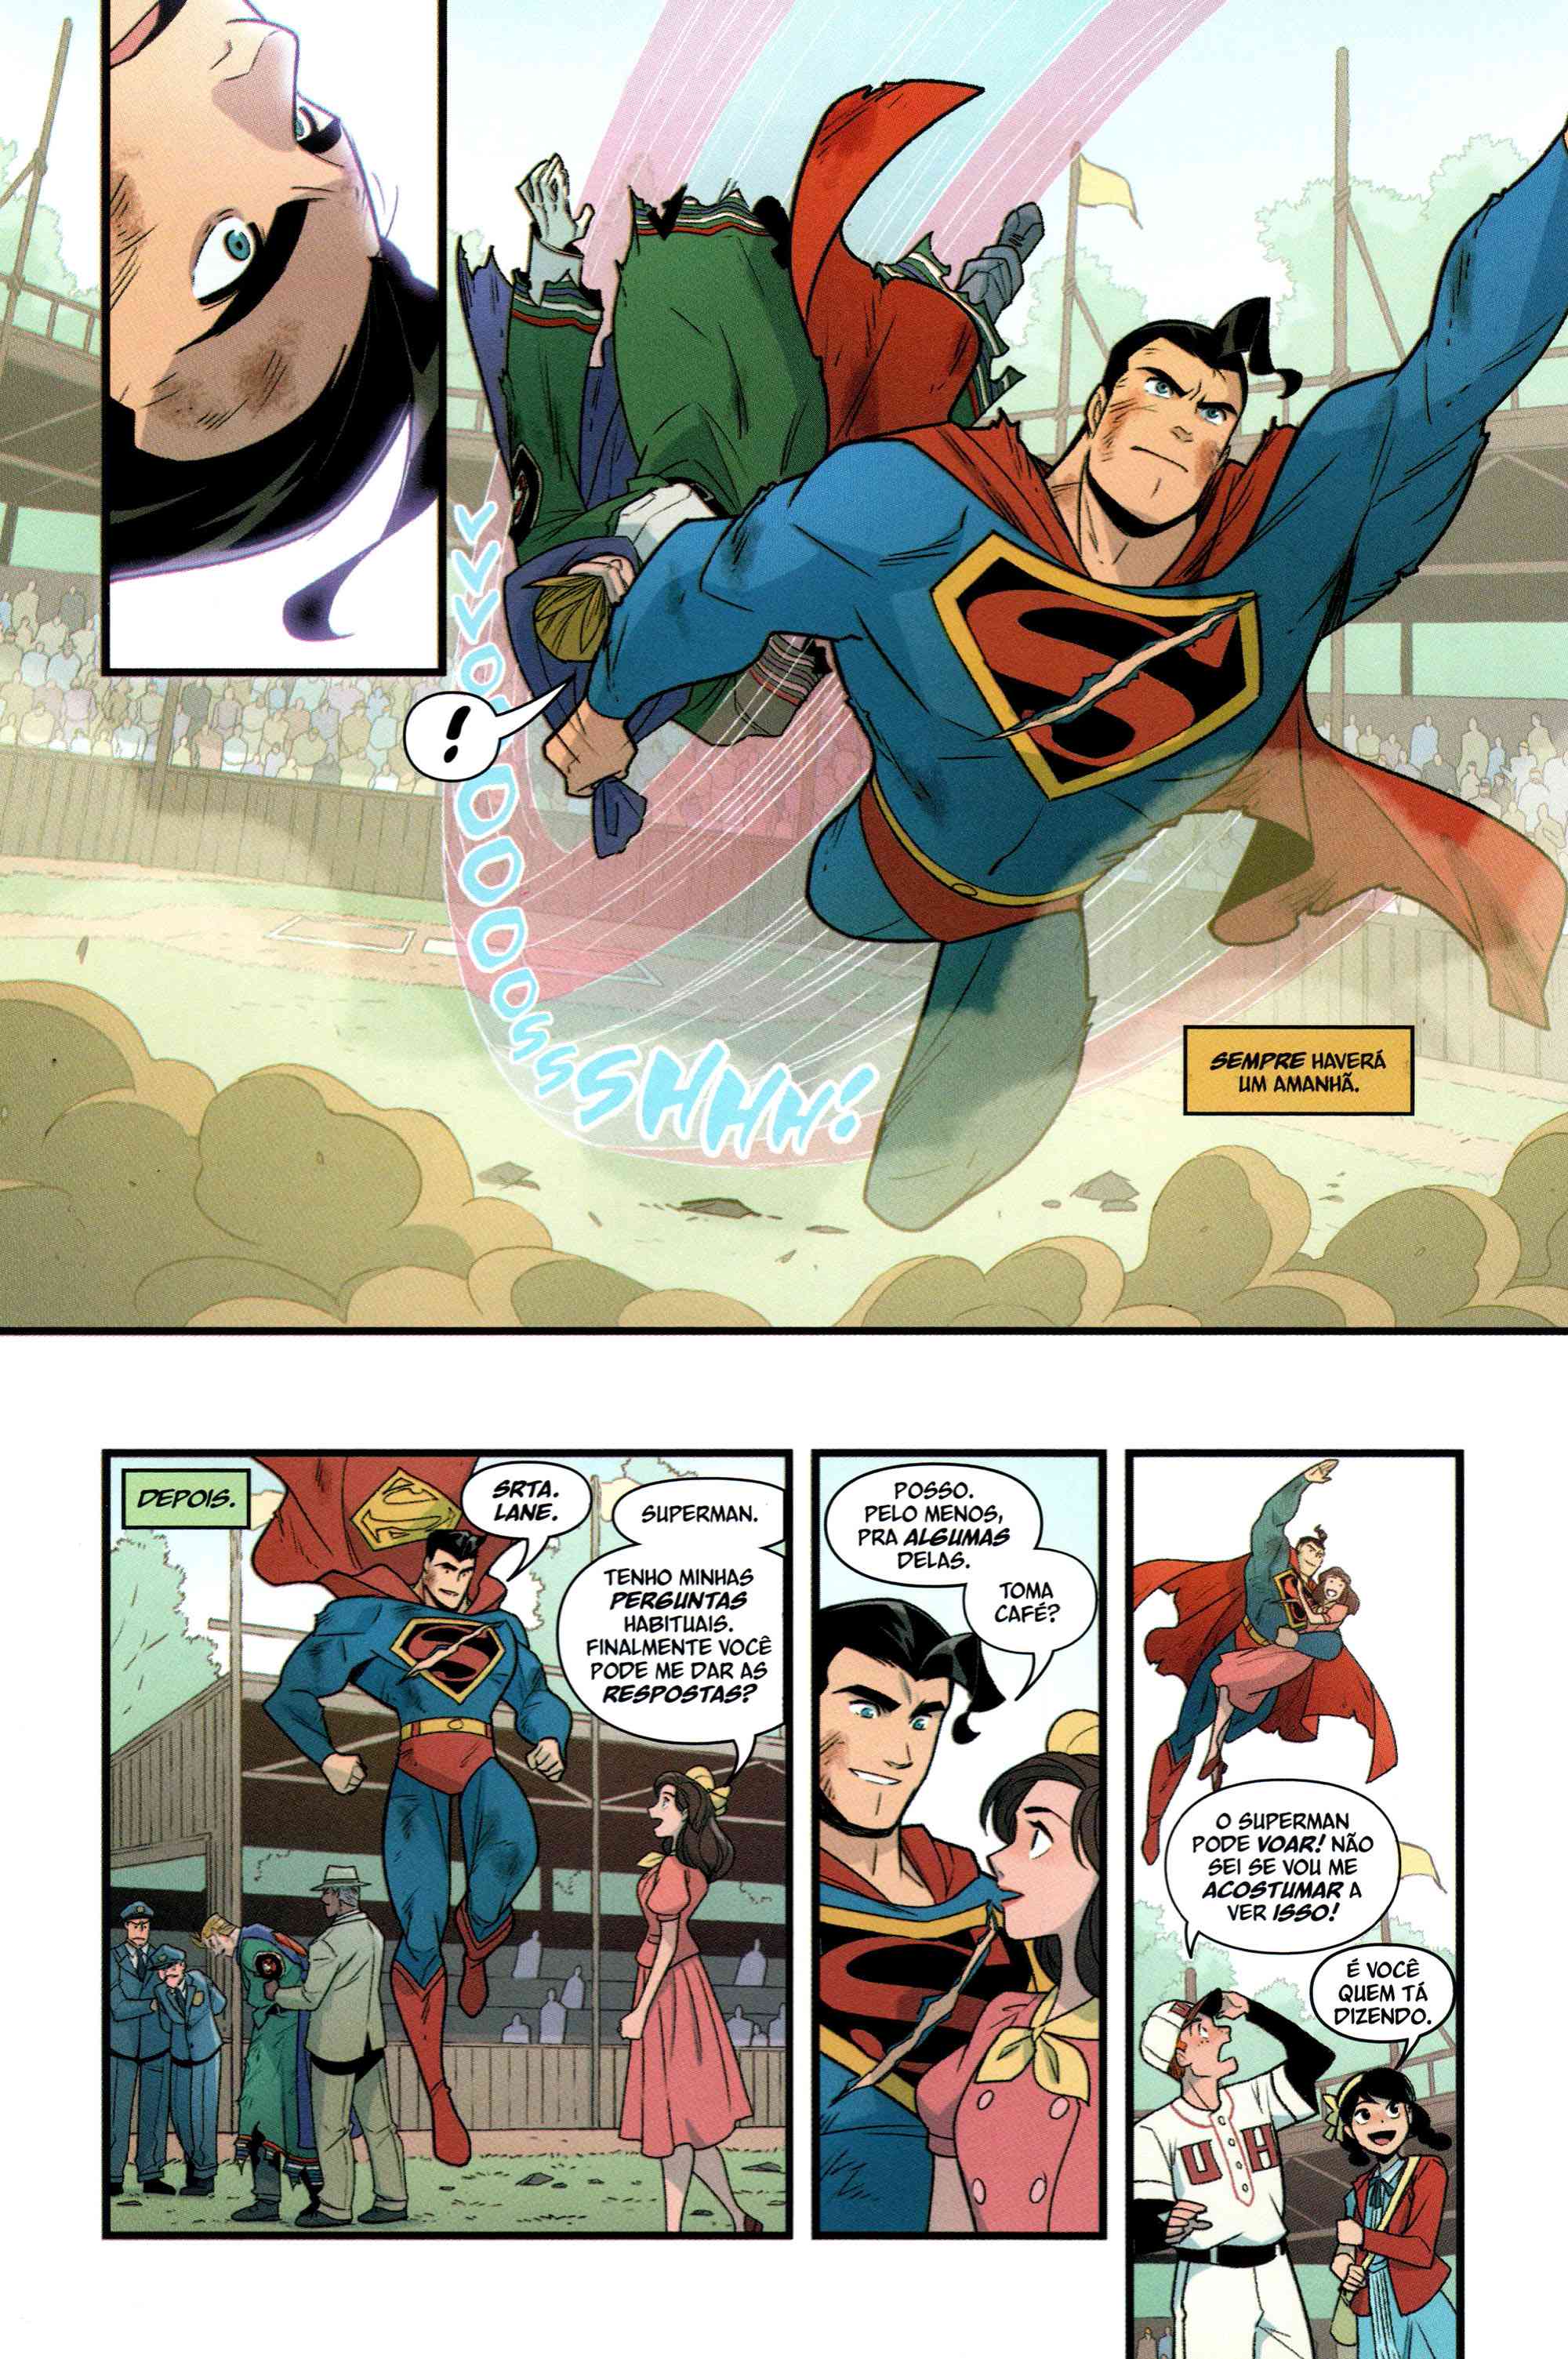 !
VVVOOOOOOOSSSSHHHH!
SEMPRE HAVERÁ
UM AMANHÃ.
DEPOIS.
SRTA.
LANE.
SUPERMAN.
TENHO MINHAS
PERGUNTAS
HABITUAIS.
FINALMENTE VOCÊ
PODE ME DAR AS
RESPOSTAS?
POSSO.
PELO MENOS,
PRA ALGUMAS
DELAS.
TOMA
CAFÉ?
O SUPERMAN
PODE VOAR! NÃO
SEI SE VOU ME
ACOSTUMAR A
VER ISSO!
É VOCÊ
QUEM TÁ
DIZENDO.
U H